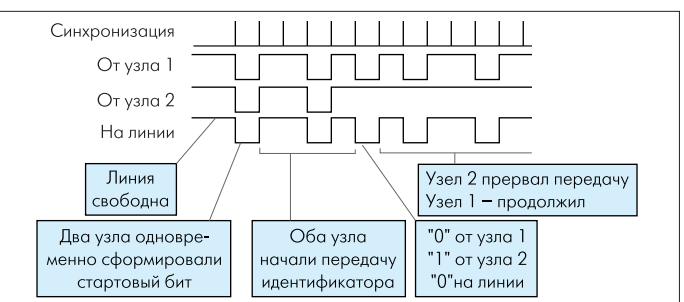 Синхронизация
От узла 1
От узла 2
На линии
Линия
свободна
Узел 2 прервал передачу
Узел 1 – продолжил
Два узла одновре-
менно сформировали
стартовый бит
Оба узла
начали передачу
идентификатора
"0" от узла 1
"1" от узла 2
"0"на линии